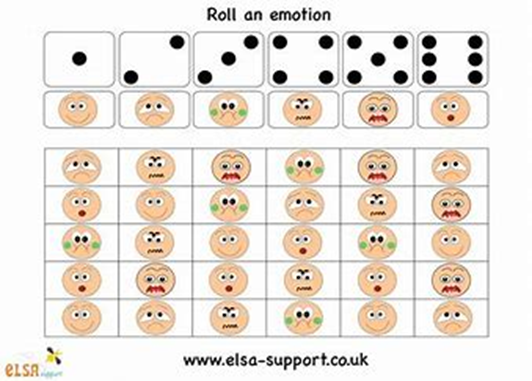 Roll an emotion
ELSA support
www.elsa-support.co.uk